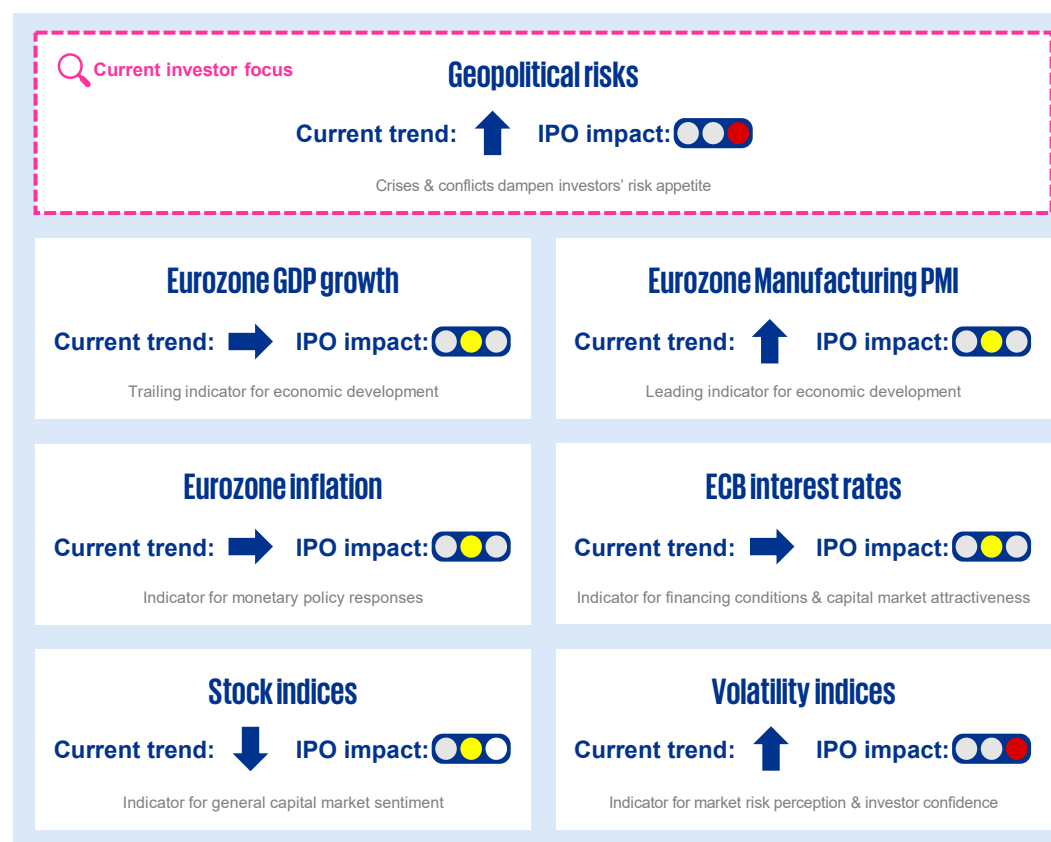 Current investor focus
Geopolitical risks
Current trend: IPO impact:
Crises & conflicts dampen investors' risk appetite
Eurozone GDP growth
Current trend: IPO impact:
Trailing indicator for economic development
Eurozone Manufacturing PMI
Current trend: IPO impact:
Leading indicator for economic development
Eurozone inflation
Current trend: IPO impact:
Indicator for monetary policy responses
ECB interest rates
Current trend: IPO impact:
Indicator for financing conditions & capital market attractiveness
Stock indices
Current trend: IPO impact:
Indicator for general capital market sentiment
Volatility indices
Current trend: IPO impact:
Indicator for market risk perception & investor confidence